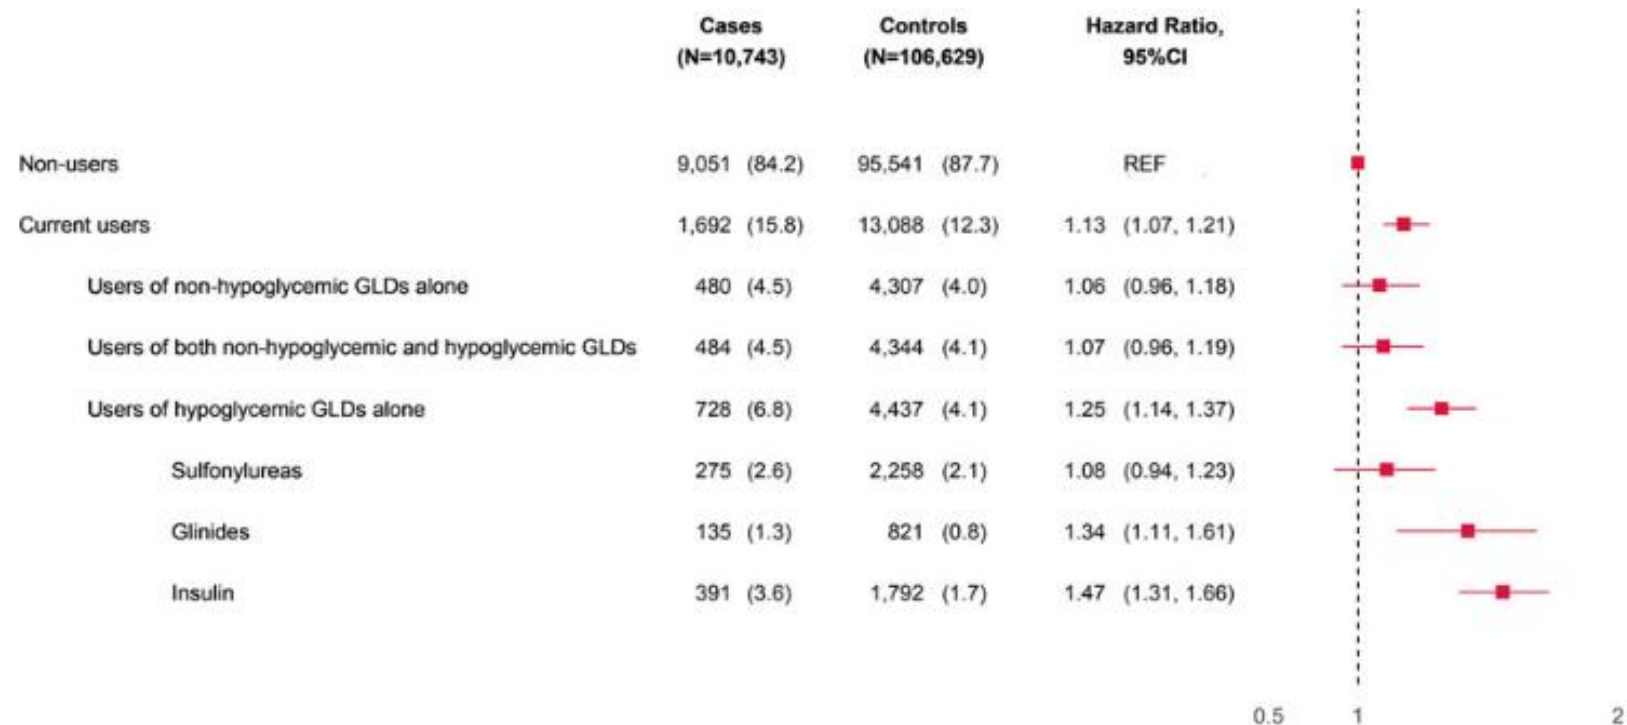 Cases Controls Hazard Ratio,
(N=10,743) (N=106,629) 95%CI
Non-users 9,051 (84.2) 95,541 (87.7) REF
Current users 1,692 (15.8) 13,088 (12.3) 1.13 (1.07, 1.21)
Users of non-hypoglycemic GLDs alone 480 (4.5) 4,307 (4.0) 1.06 (0.96, 1.18)
Users of both non-hypoglycemic and hypoglycemic GLDs 484 (4.5) 4,344 (4.1) 1.07 (0.96, 1.19)
Users of hypoglycemic GLDs alone 728 (6.8) 4,437 (4.1) 1.25 (1.14, 1.37)
Sulfonylureas 275 (2.6) 2,258 (2.1) 1.08 (0.94, 1.23)
Glinides 135 (1.3) 821 (0.8) 1.34 (1.11, 1.61)
Insulin 391 (3.6) 1,792 (1.7) 1.47 (1.31, 1.66)
0.5 1 2